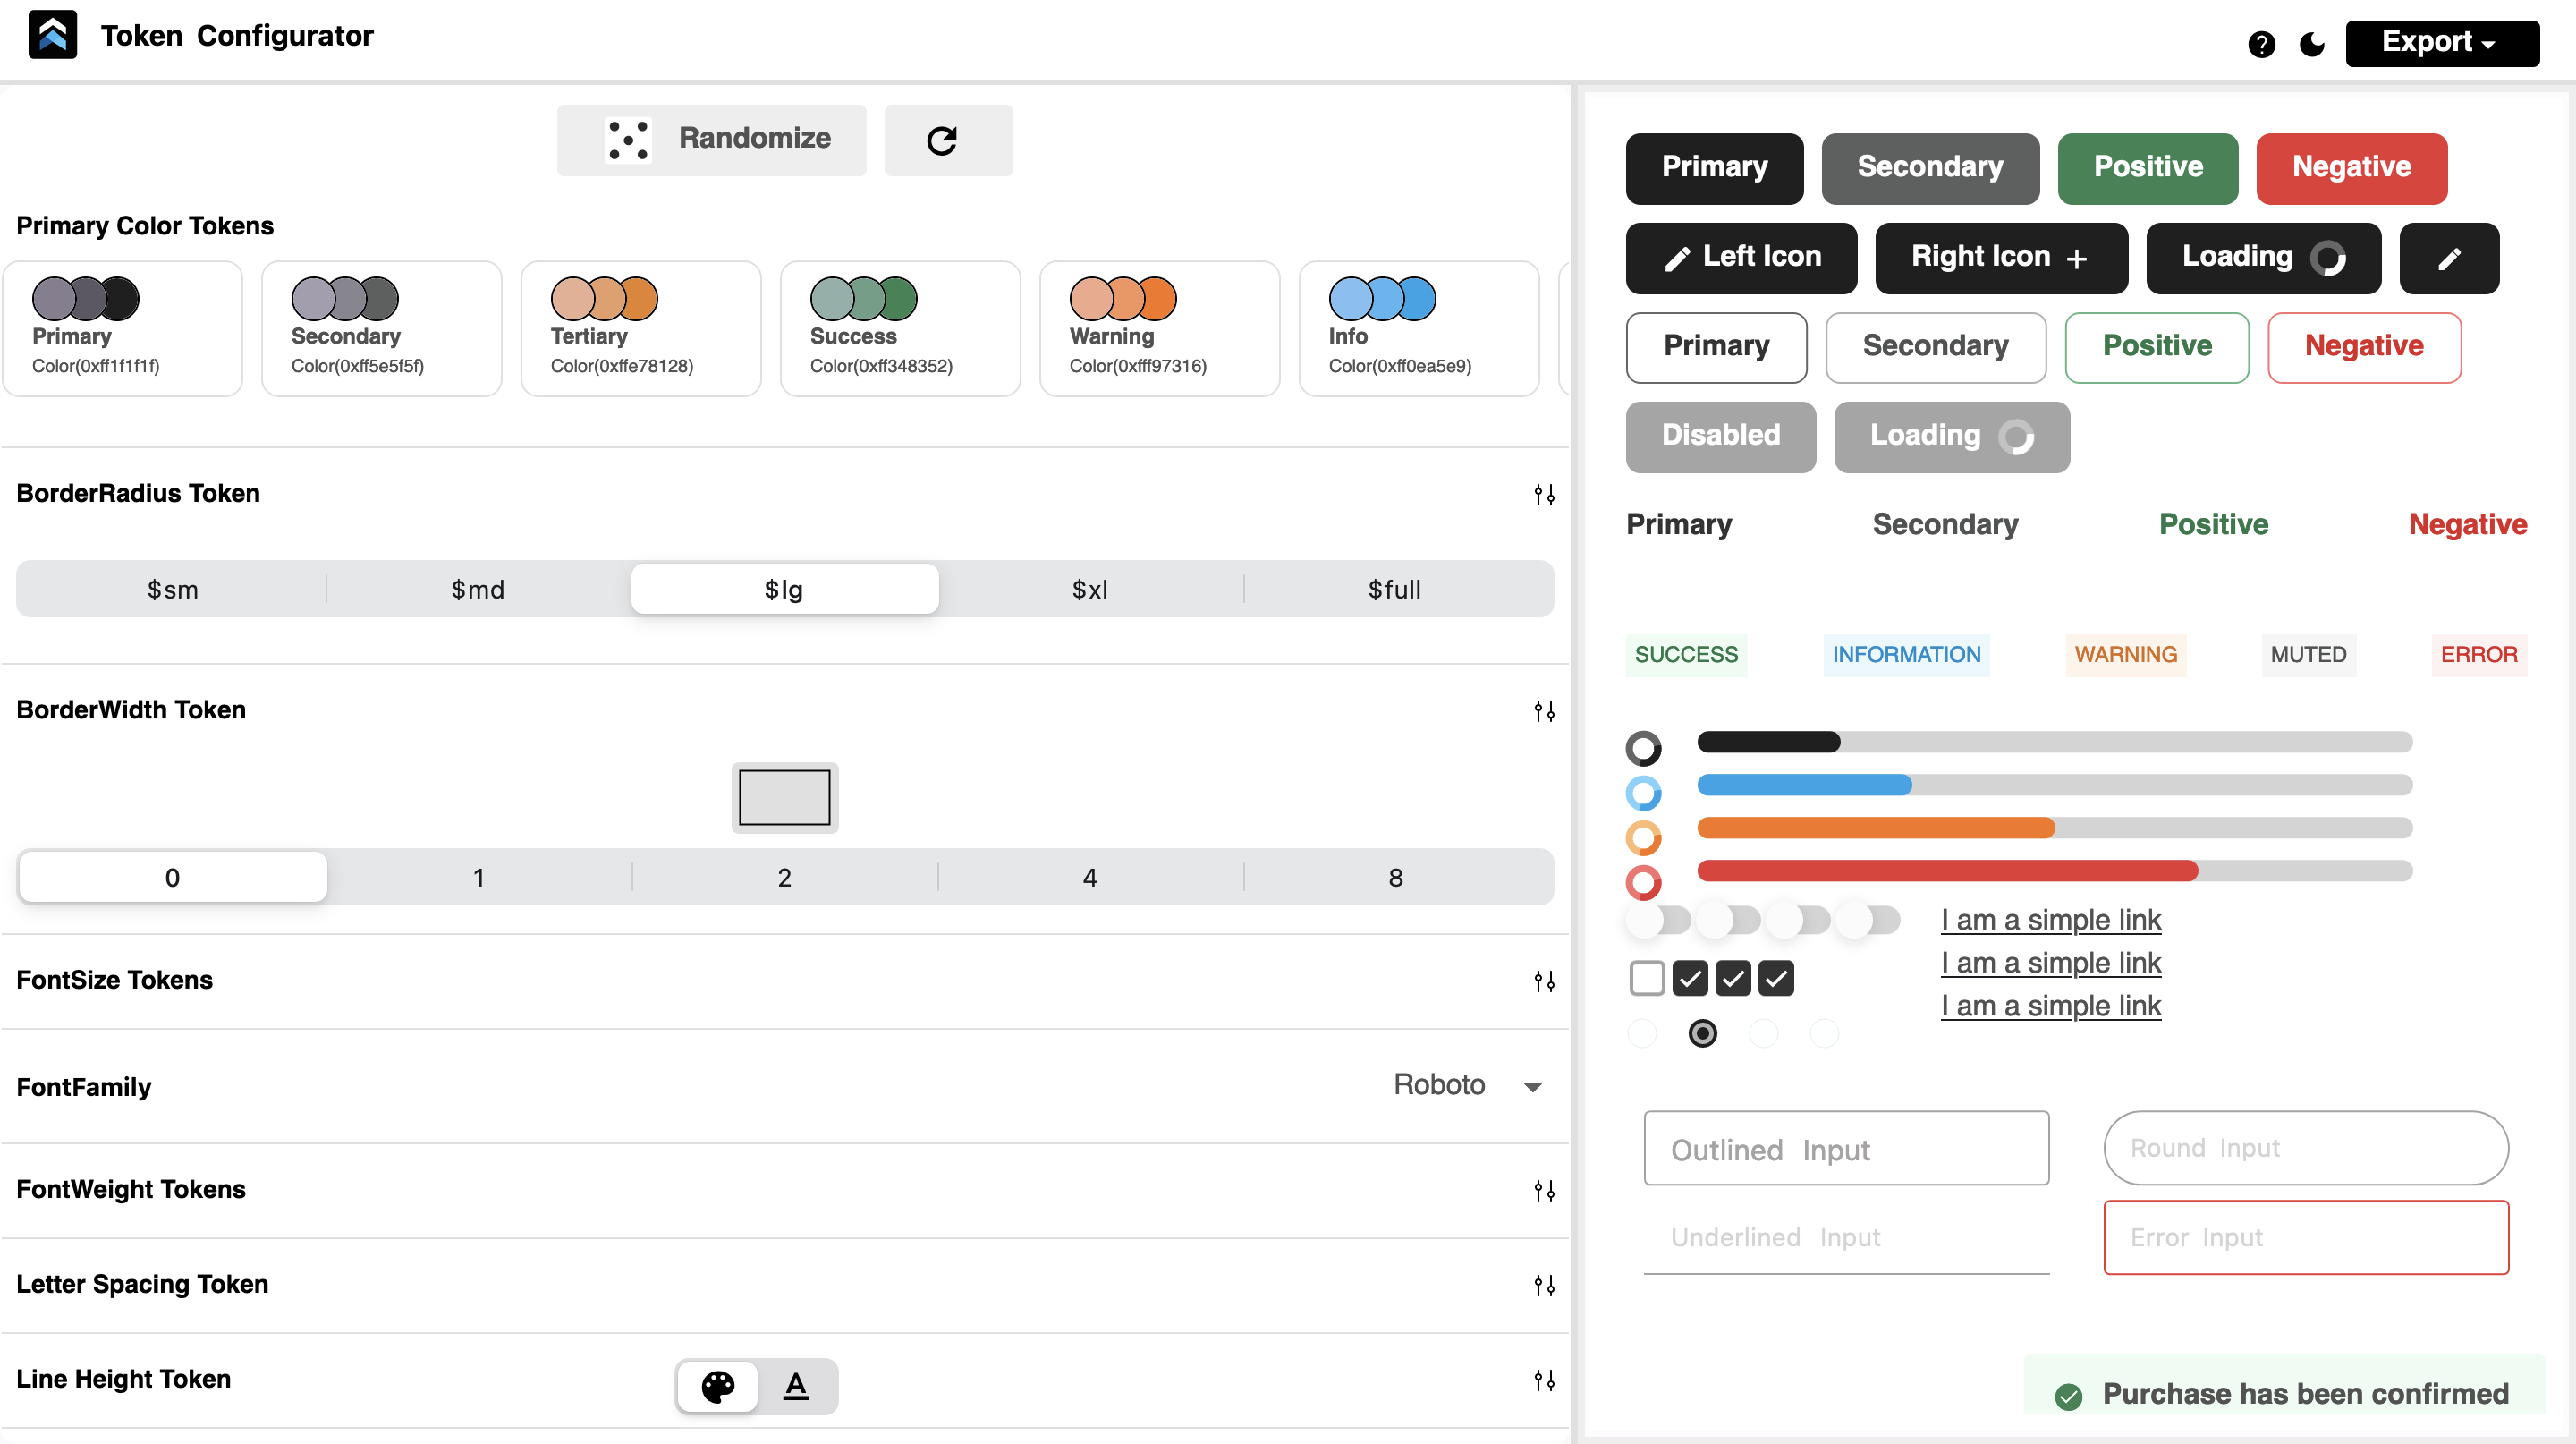 Token Configurator
Export
Randomize
Primary Color Tokens
Primary
Color(0xff1f1f1f)
Secondary
Color(0xff5e5f5f)
Tertiary
Color(0xffe78128)
Success
Color(0xff348352)
Warning
Color(0xfff97316)
Info
Color(0xff0ea5e9)
BorderRadius Token
$sm $md $lg $xl $full
BorderWidth Token
0 1 2 4 8
FontSize Tokens
FontFamily Roboto
FontWeight Tokens
Letter Spacing Token
Line Height Token
A
Primary Secondary Positive Negative
Left Icon Right Icon + Loading
Primary Secondary Positive Negative
Disabled Loading
Primary Secondary Positive Negative
SUCCESS INFORMATION WARNING MUTED ERROR
I am a simple link
I am a simple link
I am a simple link
Outlined Input Round Input
Underlined Input Error Input
Purchase has been confirmed